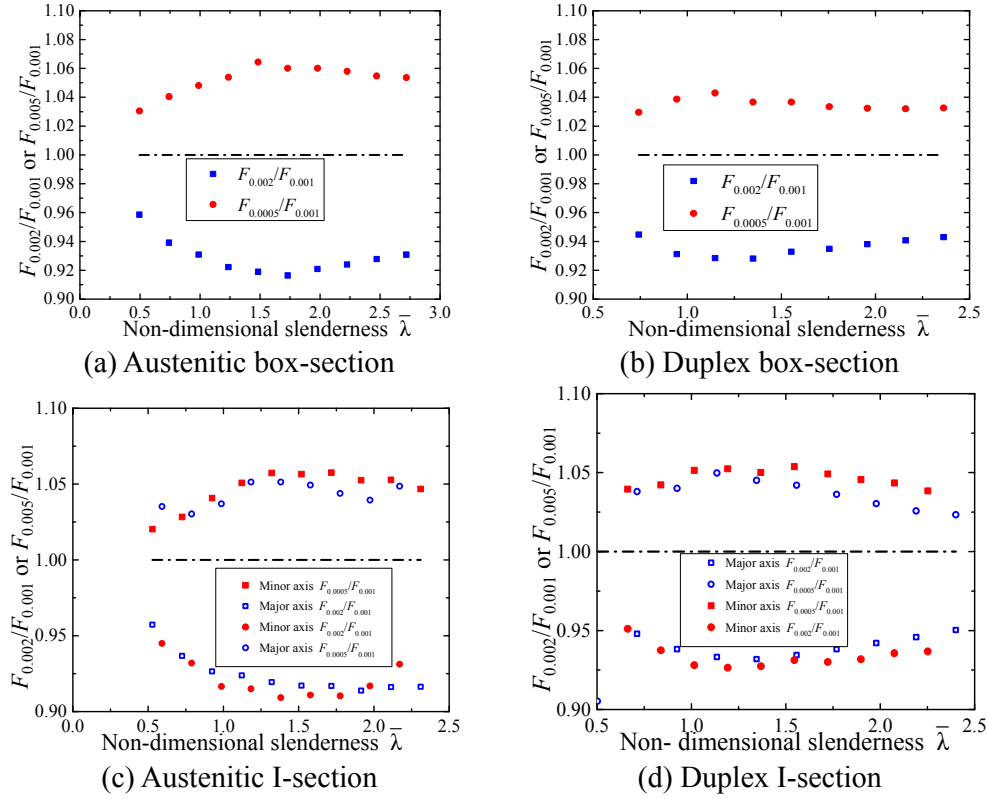 F0.002/F0.001 or F0.005/F0.001
1.10
1.08
1.06
1.04
1.02
1.00
0.98
0.96
0.94
0.92
0.90
F0.002/F0.001
F0.0005/F0.001
0.0 0.5 1.0 1.5 2.0 2.5 3.0
Non-dimensional slenderness λ̅
(a) Austenitic box-section
F0.002/F0.001 or F0.005/F0.001
1.10
1.08
1.06
1.04
1.02
1.00
0.98
0.96
0.94
0.92
0.90
F0.002/F0.001
F0.0005/F0.001
0.5 1.0 1.5 2.0 2.5
Non-dimensional slenderness λ̅
(b) Duplex box-section
F0.002/F0.001 or F0.005/F0.001
1.10
1.05
1.00
0.95
0.90
Minor axis F0.0005/F0.001
Major axis F0.002/F0.001
Minor axis F0.002/F0.001
Major axis F0.0005/F0.001
0.0 0.5 1.0 1.5 2.0 2.5
Non-dimensional slenderness λ̅
(c) Austenitic I-section
F0.002/F0.001 or F0.005/F0.001
1.10
1.05
1.00
0.95
0.90
Major axis F0.002/F0.001
Major axis F0.0005/F0.001
Minor axis F0.0005/F0.001
Minor axis F0.002/F0.001
0.5 1.0 1.5 2.0 2.5
Non- dimensional slenderness λ̅
(d) Duplex I-section